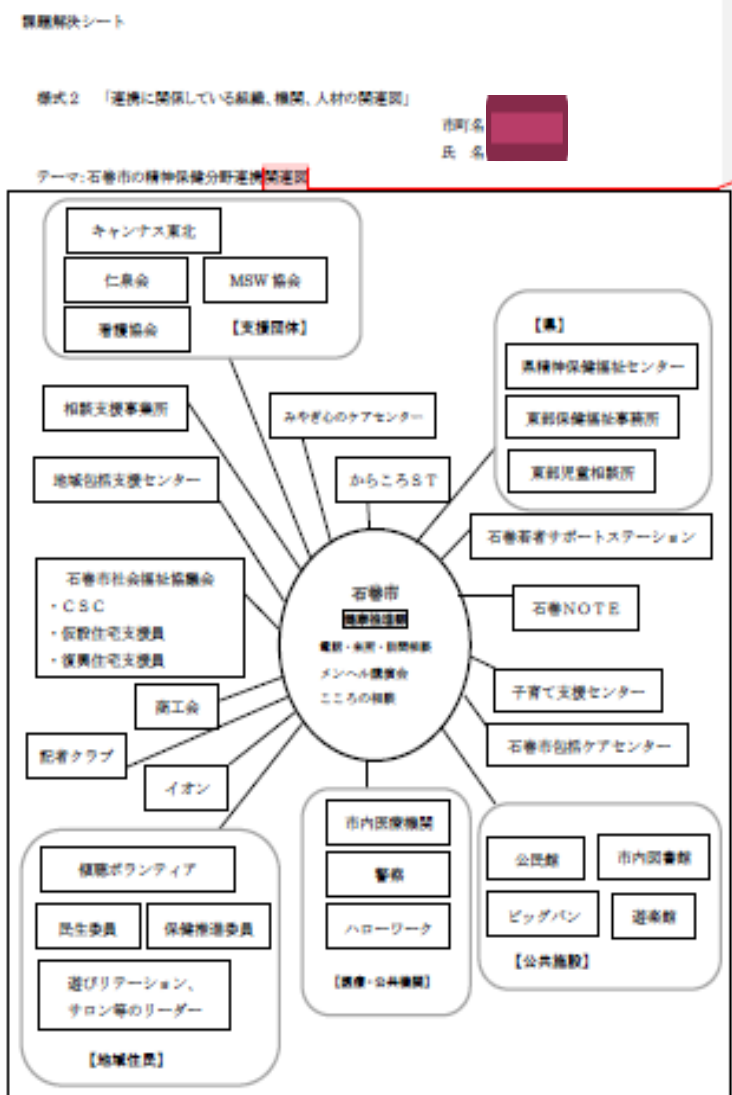 課題解決シート
様式2 「連携に関係している組織、機関、人材の関連図」
市町名
氏 名
テーマ:石巻市の精神保健分野連携関連図
キャンナス東北
仁泉会
MSW協会
看護協会
【支援団体】
【県】
県精神保健福祉センター
東部保健福祉事務所
東部児童相談所
相談支援事業所
みやぎ心のケアセンター
地域包括支援センター
からころST
石巻若者サポートステーション
石巻市社会福祉協議会
・CSC
・仮設住宅支援員
・復興住宅支援員
石巻市
健康推進課
電話・来所・訪問相談
メンヘル講演会
こころの相談
石巻NOTE
子育て支援センター
商工会
石巻市包括ケアセンター
記者クラブ
イオン
市内医療機関
警察
ハローワーク
【医療・公共機関】
公民館
市内図書館
ビッグバン
遊楽館
【公共施設】
傾聴ボランティア
民生委員
保健推進委員
遊びリテーション、
サロン等のリーダー
【地域住民】